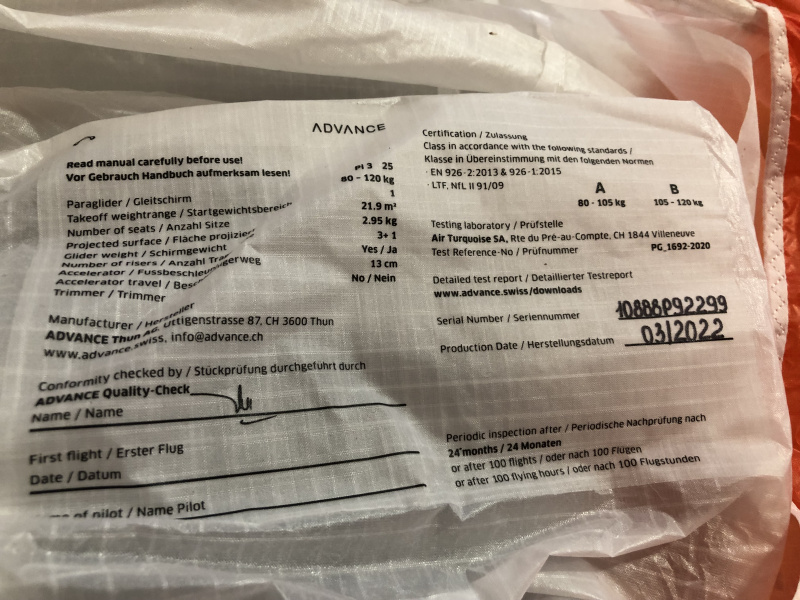 ADVANCE
Read manual carefully before use!
Vor Gebrauch Handbuch aufmerksam lesen!
Paraglider / Gleitschirm PI 3 25
Takeoff weightrange / Startgewichtsbereich 80 – 120 kg
Number of seats / Anzahl Sitze 1
Projected surface / Fläche projiziert 21.9 m²
Glider weight / Schirmgewicht 2.95 kg
Number of risers / Anzahl 3+ 1
Accelerator / Yes / Ja
Accelerator travel / 13 cm
Trimmer / Trimmer No / Nein
Manufacturer / Hersteller
ADVANCE Thun AG, Uttigenstrasse 87, CH 3600 Thun
www.advance.swiss, info@advance.ch
Conformity checked by / Stückprüfung durchgeführt durch
ADVANCE Quality-Check
Name / Name
First flight / Erster Flug
Date / Datum
of pilot / Name Pilot
Certification / Zulassung
Class in accordance with the following standards /
Klasse in Übereinstimmung mit den folgenden Normen
· EN 926-2:2013 & 926-1:2015
· LTF, NfL II 91/09
A B
80 - 105 kg 105 - 120 kg
Testing laboratory / Prüfstelle
Air Turquoise SA, Rte du Pré-au-Compte, CH 1844 Villeneuve
Test Reference-No / Prüfnummer PG_1692-2020
Detailed test report / Detaillierter Testreport
www.advance.swiss/downloads
Serial Number / Seriennummer 10888P92299
Production Date / Herstellungsdatum 03/2022
Periodic inspection after / Periodische Nachprüfung nach
24 months / 24 Monaten
or after 100 flights / oder nach 100 Flügen
or after 100 flying hours / oder nach 100 Flugstunden